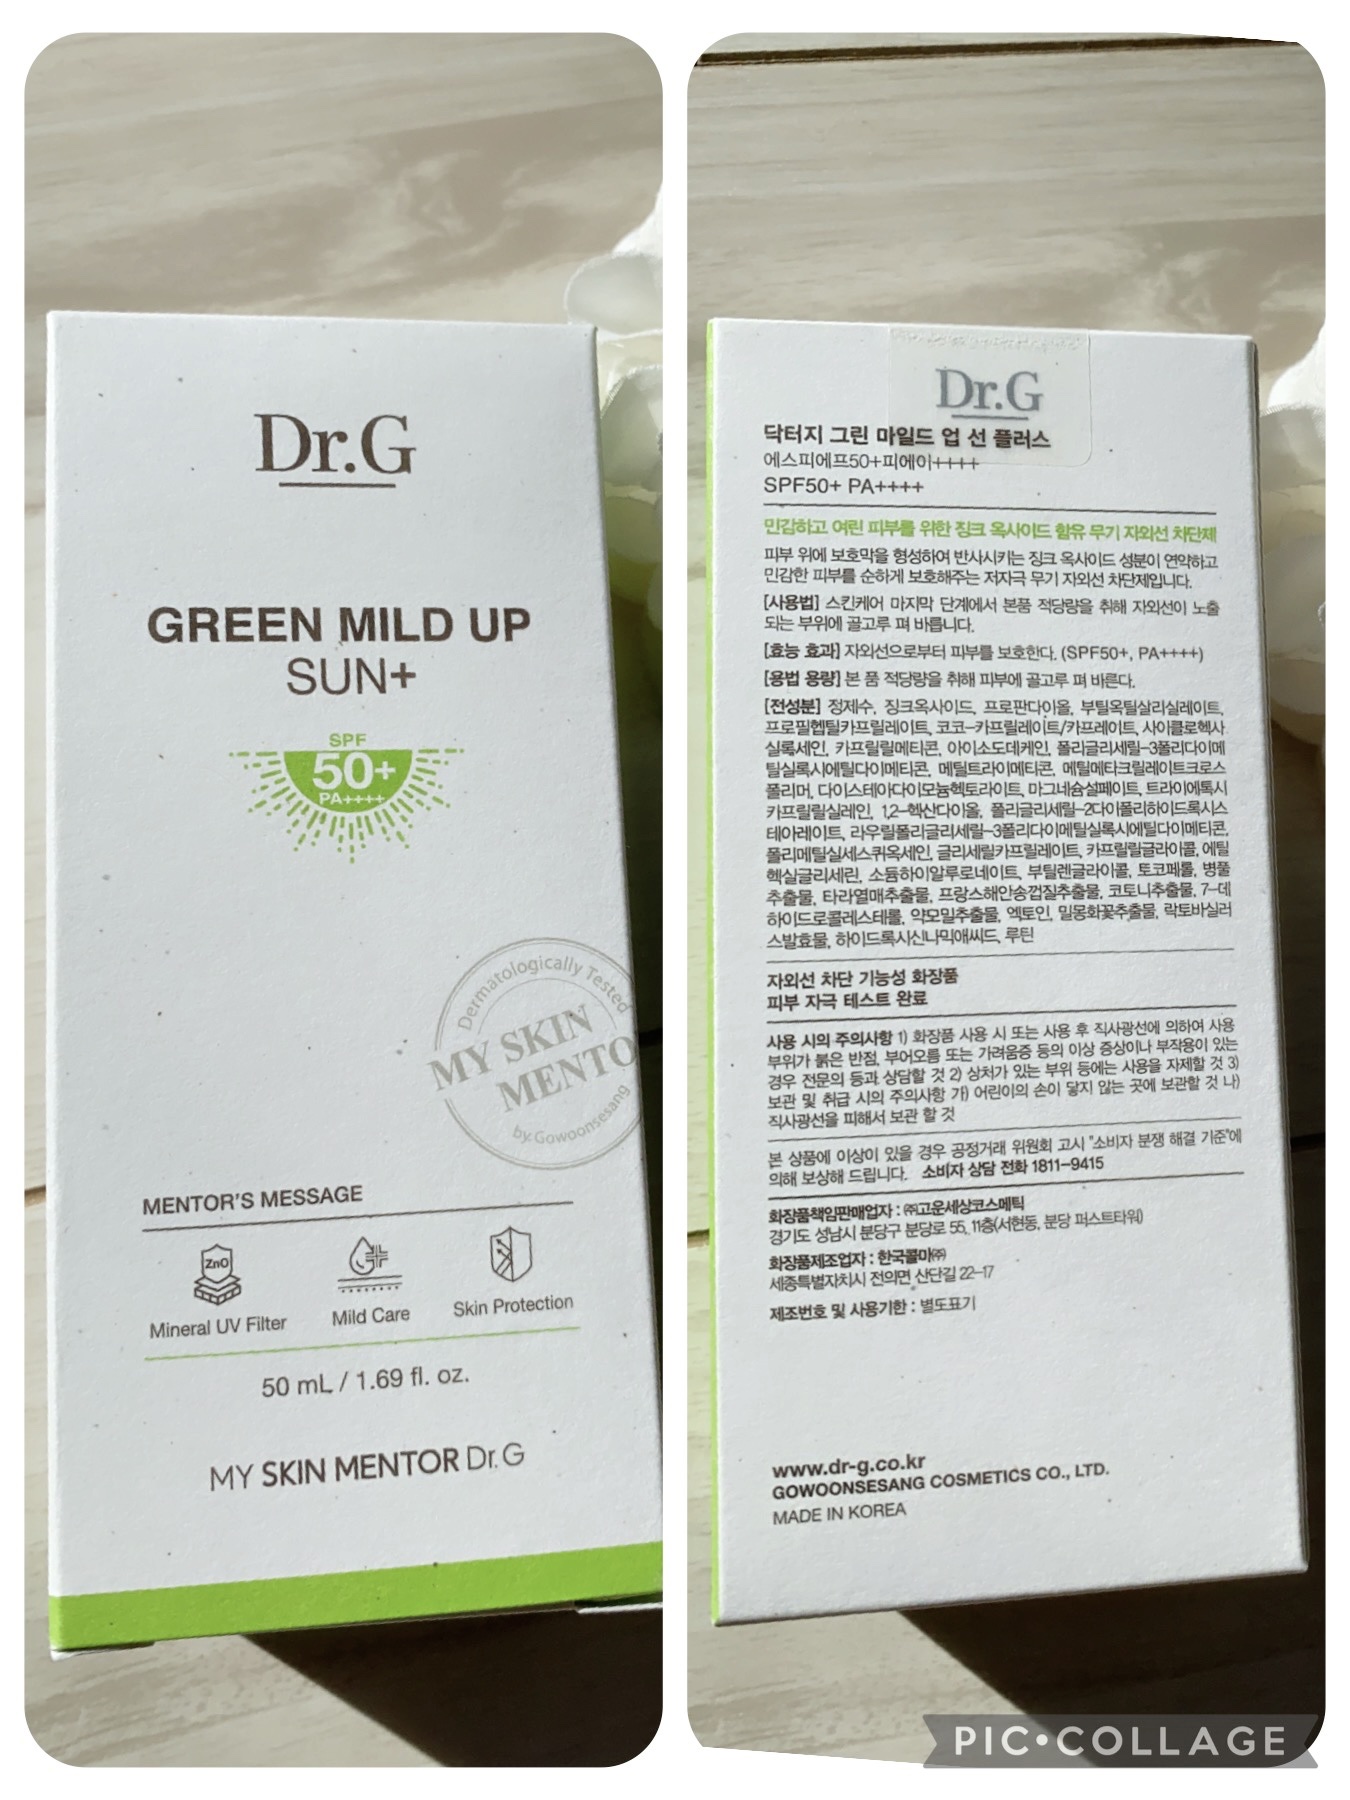 Dr.G
GREEN MILD UP
SUN+
SPF
50+
PA++++
Dermatologically Tested
MY SKIN
MENTO
by Gowoonsesang
MENTOR'S MESSAGE
ZnO
Mineral UV Filter
Mild Care
Skin Protection
50 mL / 1.69 fl. oz.
MY SKIN MENTOR Dr.G
Dr.G
닥터지 그린 마일드 업 선 플러스
에스피에프50+피에이++++
SPF50+ PA++++
민감하고 여린 피부를 위한 징크 옥사이드 함유 무기 자외선 차단제
피부 위에 보호막을 형성하여 반사시키는 징크 옥사이드 성분이 연약하고
민감한 피부를 순하게 보호해주는 저자극 무기 자외선 차단제입니다.
[사용법] 스킨케어 마지막 단계에서 본품 적당량을 취해 자외선이 노출
되는 부위에 골고루 펴 바릅니다.
[효능 효과] 자외선으로부터 피부를 보호한다. (SPF50+, PA++++)
[용법 용량] 본 품 적당량을 취해 피부에 골고루 펴 바른다.
[전성분] 정제수, 징크옥사이드, 프로판다이올, 부틸옥틸살리실레이트,
프로필헵틸카프릴레이트, 코코-카프릴레이트/카프레이트, 사이클로헥사
실록세인, 카프릴릴메티콘, 아이소도데케인, 폴리글리세릴-3폴리다이메
틸실록시에틸다이메티콘, 메틸트라이메티콘, 메틸메타크릴레이트크로스
폴리머, 다이스테아다이모늄헥토라이트, 마그네슘설페이트, 트라이에톡시
카프릴릴실레인, 1,2-헥산다이올, 폴리글리세릴-2다이폴리하이드록시스
테아레이트, 라우릴폴리글리세릴-3폴리다이메틸실록시에틸다이메티콘,
폴리메틸실세스퀴옥세인, 글리세릴카프릴레이트, 카프릴릴글라이콜, 에틸
헥실글리세린, 소듐하이알루로네이트, 부틸렌글라이콜, 토코페롤, 병풀
추출물, 타라열매추출물, 프랑스해안송껍질추출물, 코토니추출물, 7-데
하이드로콜레스테롤, 약모밀추출물, 엑토인, 밀몽화꽃추출물, 락토바실러
스발효물, 하이드록시신나믹애씨드, 루틴
자외선 차단 기능성 화장품
피부 자극 테스트 완료
사용 시의 주의사항 1) 화장품 사용 시 또는 사용 후 직사광선에 의하여 사용
부위가 붉은 반점, 부어오름 또는 가려움증 등의 이상 증상이나 부작용이 있는
경우 전문의 등과 상담할 것 2) 상처가 있는 부위 등에는 사용을 자제할 것 3)
보관 및 취급 시의 주의사항 가) 어린이의 손이 닿지 않는 곳에 보관할 것 나)
직사광선을 피해서 보관 할 것
본 상품에 이상이 있을 경우 공정거래 위원회 고시 "소비자 분쟁 해결 기준"에
의해 보상해 드립니다. 소비자 상담 전화 1811-9415
화장품책임판매업자 : ㈜고운세상코스메틱
경기도 성남시 분당구 분당로 55, 11층(서현동, 분당 퍼스트타워)
화장품제조업자 : 한국콜마㈜
세종특별자치시 전의면 산단길 22-17
제조번호 및 사용기한 : 별도표기
www.dr-g.co.kr
GOWOONSESANG COSMETICS CO., LTD.
MADE IN KOREA
PIC•COLLAGE